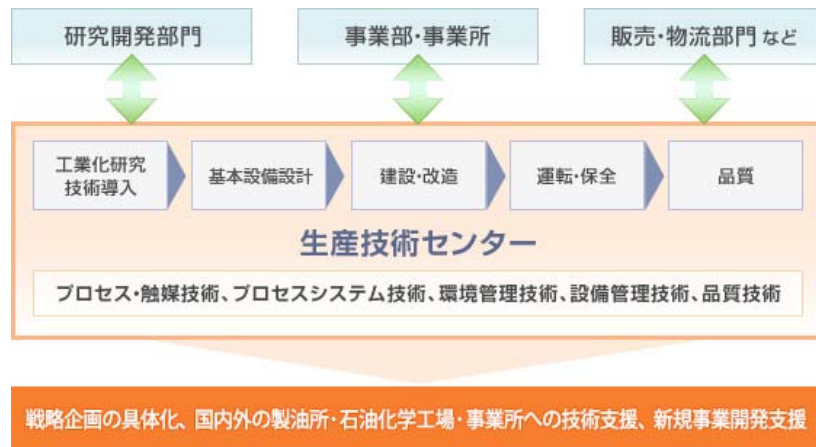 研究開発部門
事業部・事業所
販売・物流部門 など
工業化研究
技術導入
基本設備設計
建設・改造
運転・保全
品質
生産技術センター
プロセス・触媒技術、プロセスシステム技術、環境管理技術、設備管理技術、品質技術
戦略企画の具体化、国内外の製油所・石油化学工場・事業所への技術支援、新規事業開発支援